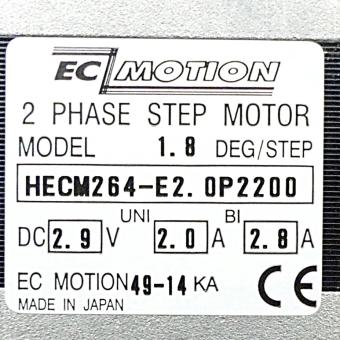 EC MOTION
2 PHASE STEP MOTOR
MODEL 1.8 DEG/STEP
HECM264-E2.0P2200
UNI BI
DC 2.9 V 2.0 A 2.8 A
EC MOTION 49-14 KA
MADE IN JAPAN CE